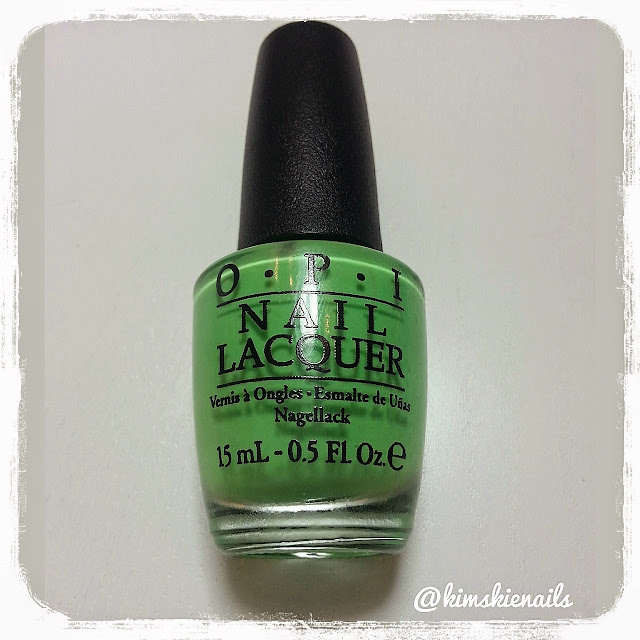 O·P·I
NAIL
LACQUER
Vernis à Ongles - Esmalte de Uñas
Nagellack
15 mL - 0.5 Fl Oz. ℮
@kimskienails